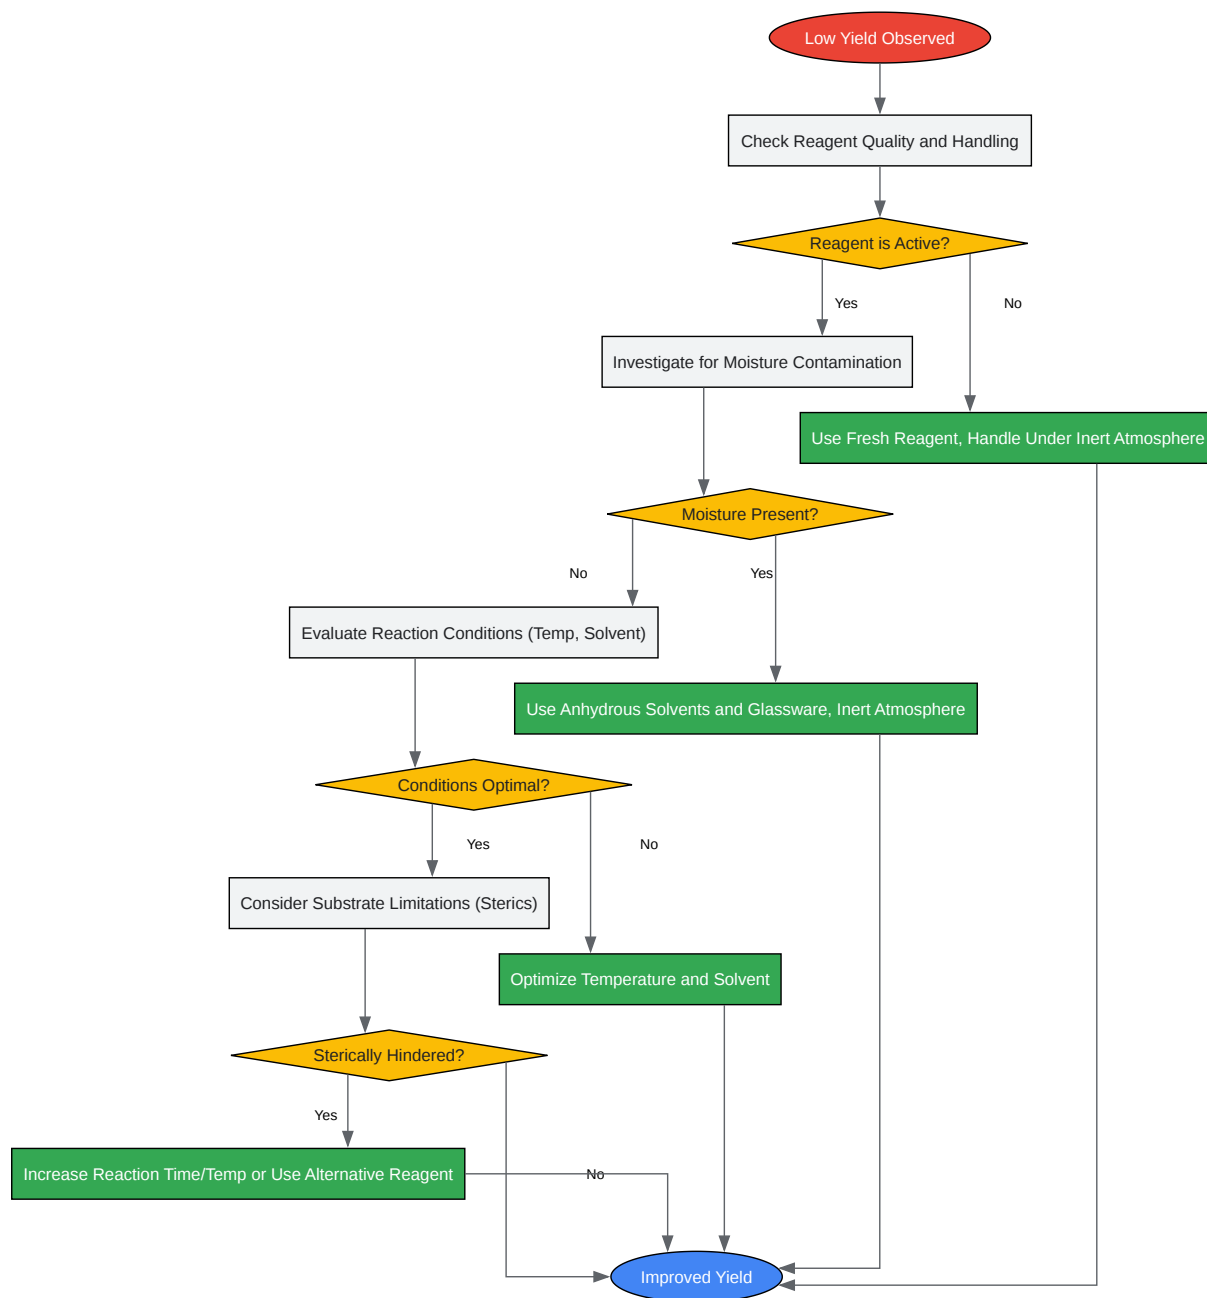 Low Yield Observed
Check Reagent Quality and Handling
Reagent is Active?
Yes
No
Investigate for Moisture Contamination
Use Fresh Reagent, Handle Under Inert Atmosphere
Moisture Present?
No
Yes
Evaluate Reaction Conditions (Temp, Solvent)
Use Anhydrous Solvents and Glassware, Inert Atmosphere
Conditions Optimal?
Yes
No
Consider Substrate Limitations (Sterics)
Optimize Temperature and Solvent
Sterically Hindered?
Yes
Increase Reaction Time/Temp or Use Alternative Reagent
No
Improved Yield